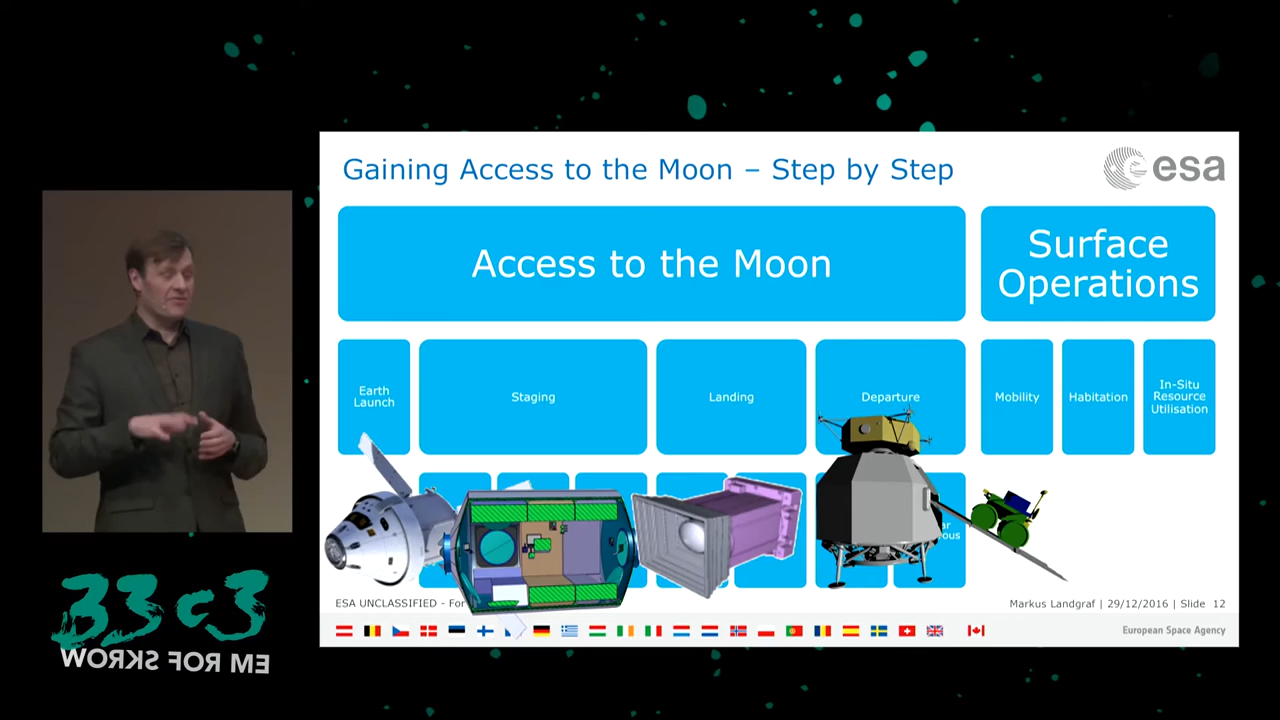 Gaining Access to the Moon – Step by Step
esa
Access to the Moon
Surface
Operations
Earth
Launch
Staging
Landing
Departure
Mobility
Habitation
In-Situ
Resource
Utilisation
ESA UNCLASSIFIED - For
Markus Landgraf | 29/12/2016 | Slide 12
European Space Agency
33c3
WORKS FOR ME